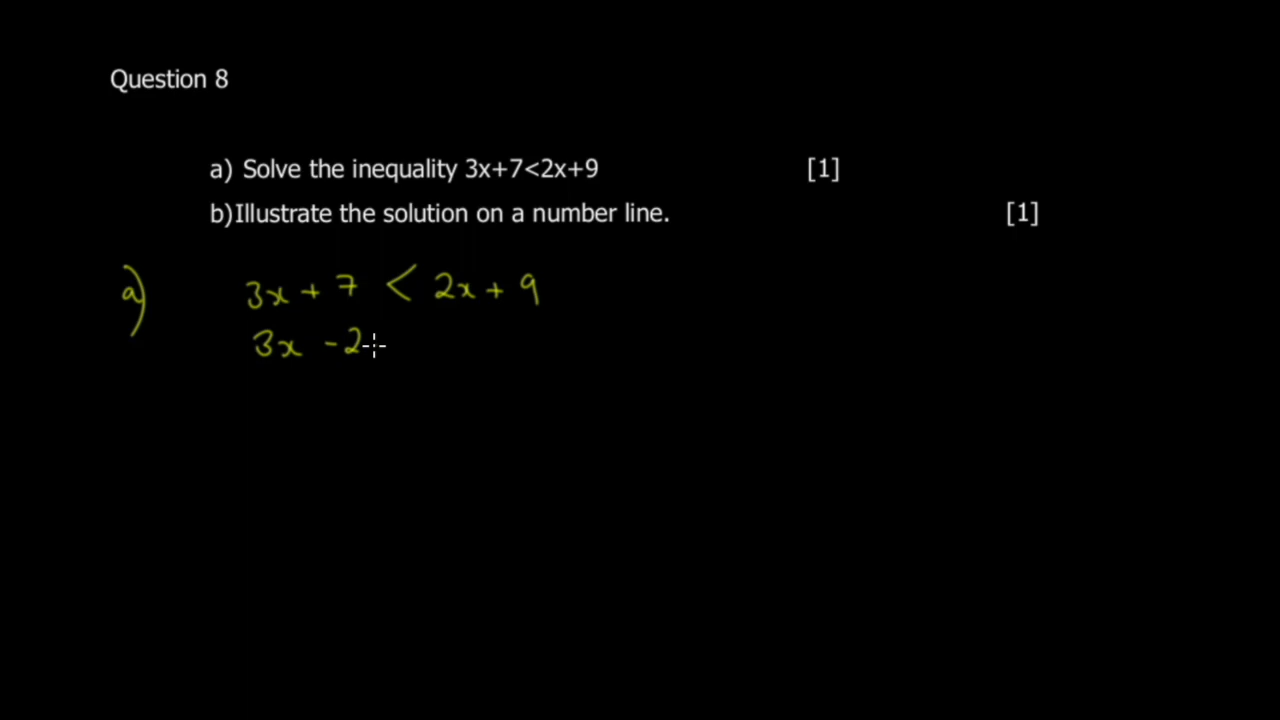 Question 8
a) Solve the inequality 3x+7<2x+9 [1]
b)Illustrate the solution on a number line. [1]
a) 3x + 7 < 2x + 9
3x - 2